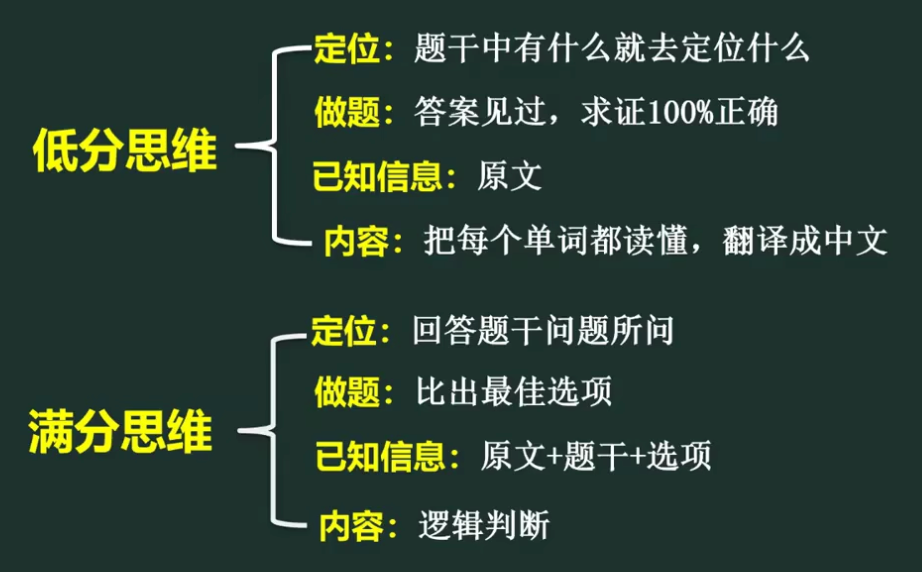 低分思维
定位：题干中有什么就去定位什么
做题：答案见过，求证100%正确
已知信息：原文
内容：把每个单词都读懂，翻译成中文
满分思维
定位：回答题干问题所问
做题：比出最佳选项
已知信息：原文+题干+选项
内容：逻辑判断